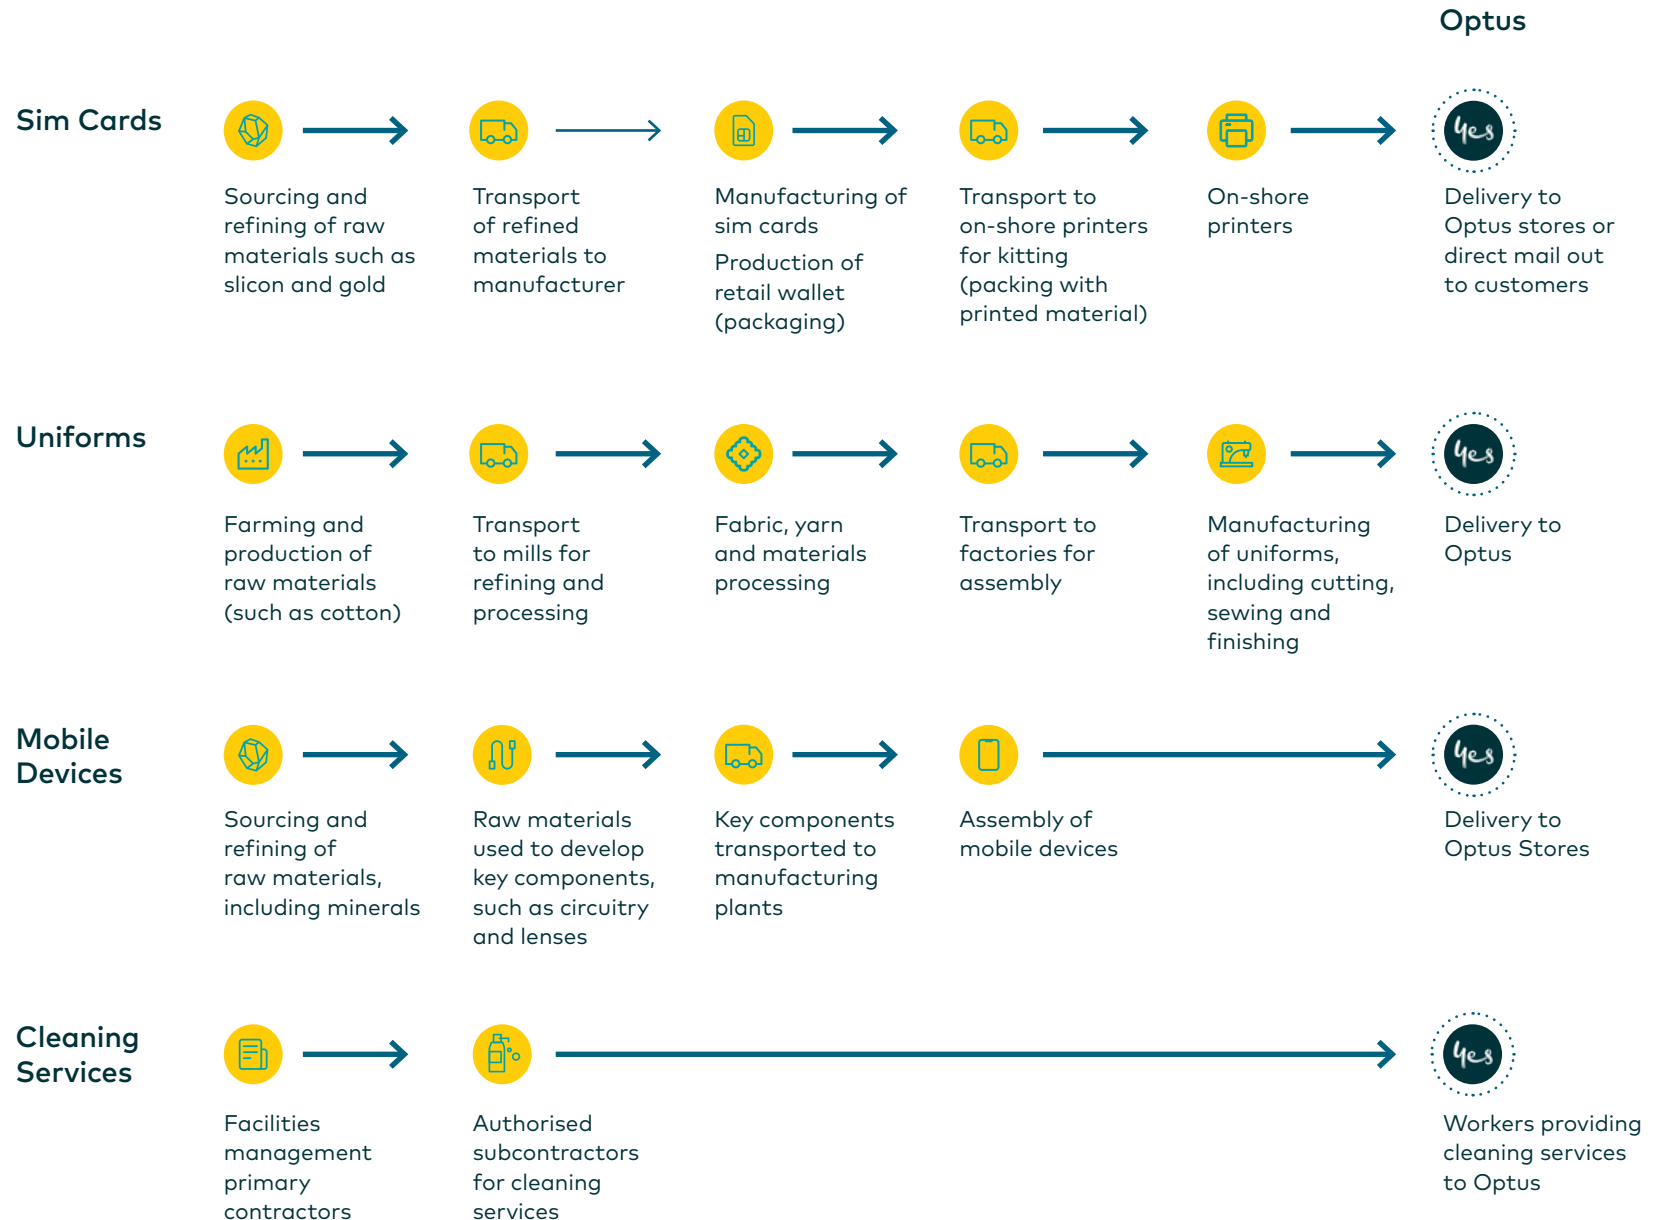 Optus
Sim Cards
yes
Sourcing and
refining of raw
materials such as
slicon and gold
Transport
of refined
materials to
manufacturer
Manufacturing of
sim cards
Production of
retail wallet
(packaging)
Transport to
on-shore printers
for kitting
(packing with
printed material)
On-shore
printers
Delivery to
Optus stores or
direct mail out
to customers
Uniforms
yes
Farming and
production of
raw materials
(such as cotton)
Transport
to mills for
refining and
processing
Fabric, yarn
and materials
processing
Transport to
factories for
assembly
Manufacturing
of uniforms,
including cutting,
sewing and
finishing
Delivery to
Optus
Mobile
Devices
yes
Sourcing and
refining of
raw materials,
including minerals
Raw materials
used to develop
key components,
such as circuitry
and lenses
Key components
transported to
manufacturing
plants
Assembly of
mobile devices
Delivery to
Optus Stores
Cleaning
Services
yes
Facilities
management
primary
contractors
Authorised
subcontractors
for cleaning
services
Workers providing
cleaning services
to Optus